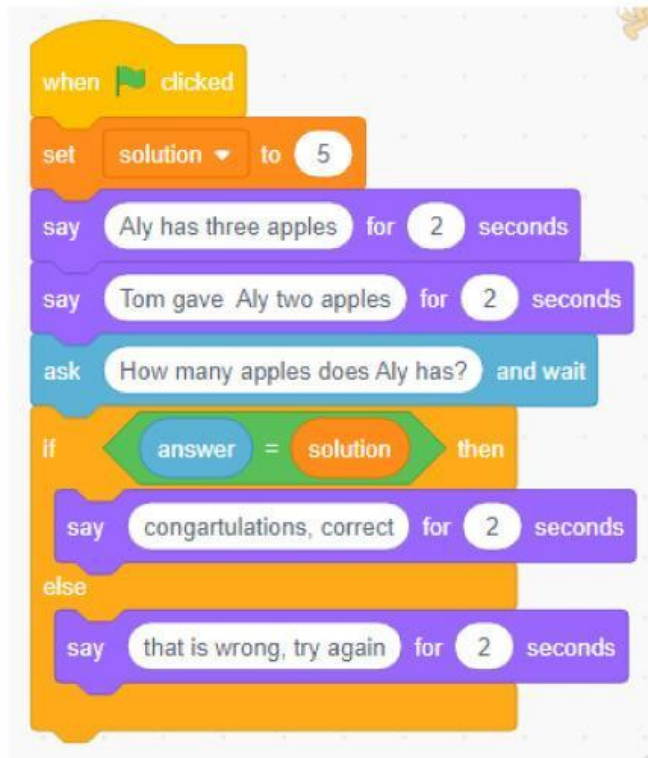 when clicked
set solution to 5
say Aly has three apples for 2 seconds
say Tom gave Aly two apples for 2 seconds
ask How many apples does Aly has? and wait
if answer = solution then
say congartulations, correct for 2 seconds
else
say that is wrong, try again for 2 seconds